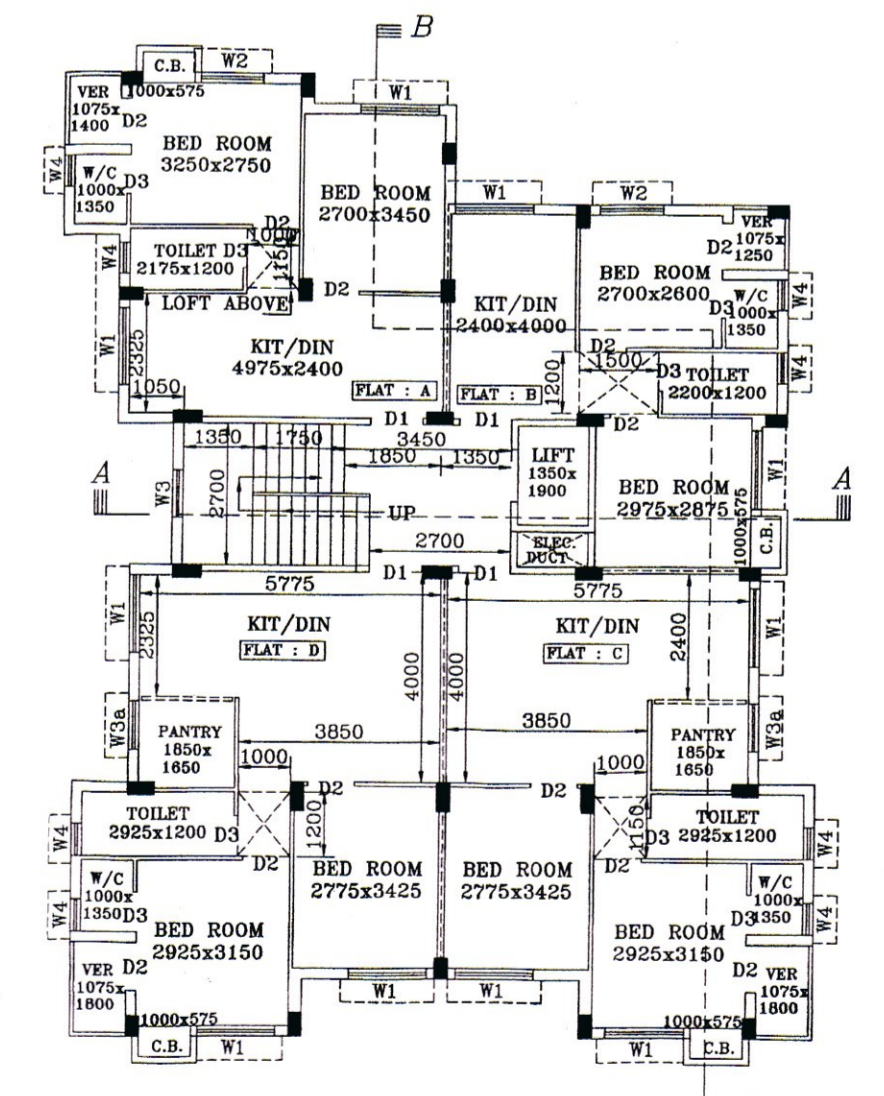 B
C.B.
W2
1000x575
VER
1075x
1400
D2
W1
BED ROOM
3250x2750
W4
W/C
1000x
1350
D3
BED ROOM
2700x3450
W1
W2
VER
1075x
1250
D2
D2
1000
W4
TOILET
2175x1200
D3
1150
BED ROOM
2700x2600
W/C
1000x
1350
D3
W4
LOFT ABOVE
D2
KIT/DIN
2400x4000
W1
2325
KIT/DIN
4975x2400
D2
1500
1200
D3
TOILET
2200x1200
W4
1050
FLAT : A
FLAT : B
D1
D1
D2
1350
1750
3450
1850
1350
LIFT
1350x
1900
W1
A
W3
2700
UP
BED ROOM
2975x2875
1000x575
C.B.
A
2700
ELEC.
DUCT
D1
D1
5775
5775
W1
2325
KIT/DIN
FLAT : D
KIT/DIN
FLAT : C
2400
W1
4000
4000
W3a
PANTRY
1850x
1650
3850
3850
PANTRY
1850x
1650
W3a
1000
1000
D2
D2
TOILET
2925x1200
D3
1200
1150
D3
TOILET
2925x1200
W4
W4
D2
BED ROOM
2775x3425
BED ROOM
2775x3425
D2
W4
W/C
1000x
1350
D3
BED ROOM
2925x3150
BED ROOM
2925x3150
D3
W/C
1000x
1350
W4
D2
VER
1075x
1800
D2
VER
1075x
1800
W1
W1
1000x575
1000x575
C.B.
W1
W1
C.B.